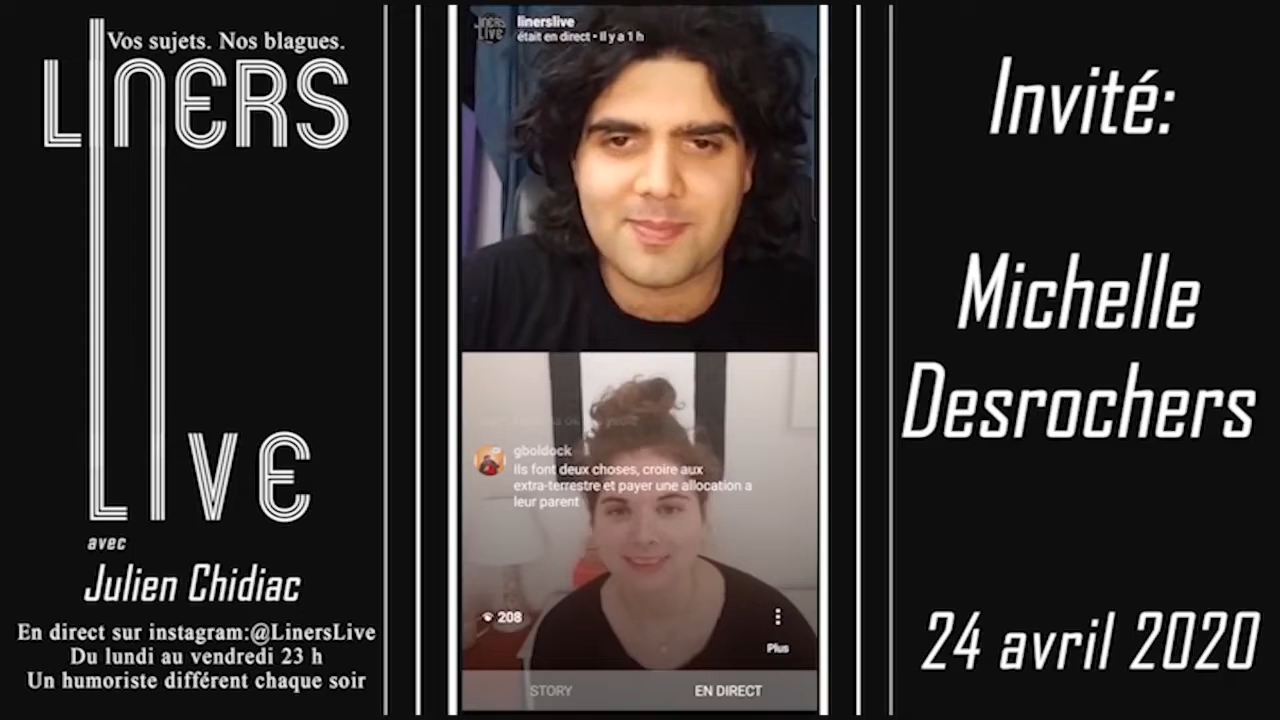 Vos sujets. Nos blagues.
LINERS
LIVE
avec
Julien Chidiac
En direct sur instagram:@LinersLive
Du lundi au vendredi 23 h
Un humoriste différent chaque soir
LINERS
LIVE
linerslive
était en direct • Il y a 1 h
gboldock
Ils font deux choses, croire aux
extra-terrestre et payer une allocation a
leur parent
208
Plus
STORY
EN DIRECT
Invité:
Michelle
Desrochers
24 avril 2020